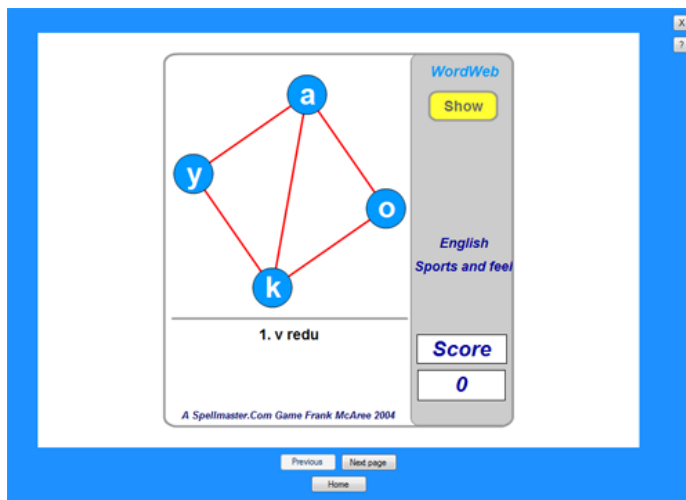 X
?
WordWeb
Show
a
y
o
k
English
Sports and feel
1. v redu
Score
0
A Spellmaster.Com Game Frank McAree 2004
Previous
Next page
Home